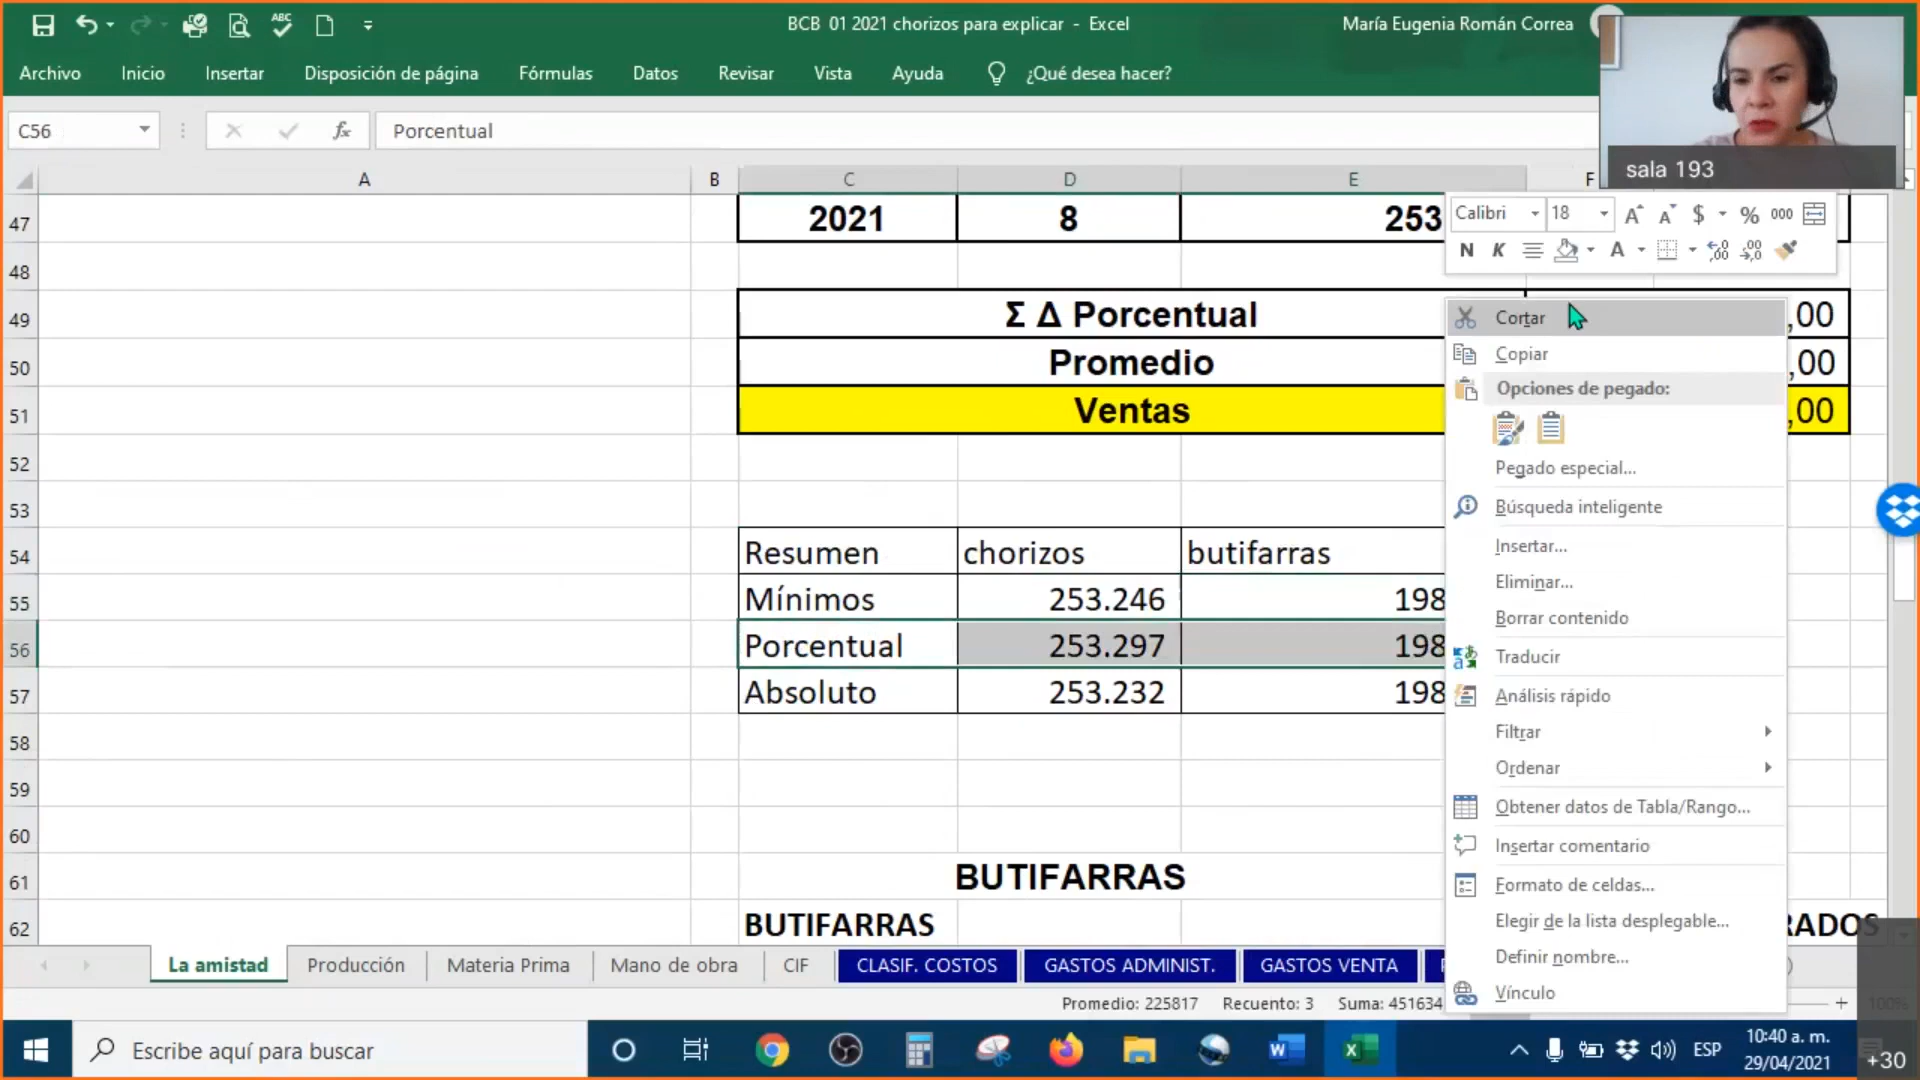 BCB 01 2021 chorizos para explicar - Excel
María Eugenia Román Correa
Archivo Inicio Insertar Disposición de página Fórmulas Datos Revisar Vista Ayuda ¿Qué desea hacer?
C56 fx Porcentual
sala 193
A B C D E F
Calibri 18 A A $ % 000
N K A
47 2021 8 253
48
49 Σ Δ Porcentual ,00
50 Promedio ,00
51 Ventas ,00
52
53
54 Resumen chorizos butifarras
55 Mínimos 253.246 198
56 Porcentual 253.297 198
57 Absoluto 253.232 198
58
59
60
61 BUTIFARRAS
62 BUTIFARRAS RADOS
Cortar
Copiar
Opciones de pegado:
Pegado especial...
Búsqueda inteligente
Insertar...
Eliminar...
Borrar contenido
Traducir
Análisis rápido
Filtrar
Ordenar
Obtener datos de Tabla/Rango...
Insertar comentario
Formato de celdas...
Elegir de la lista desplegable...
Definir nombre...
Vínculo
La amistad Producción Materia Prima Mano de obra CIF CLASIF. COSTOS GASTOS ADMINIST. GASTOS VENTA
Promedio: 225817 Recuento: 3 Suma: 451634 100%
Escribe aquí para buscar
ESP
10:40 a. m.
29/04/2021
+30